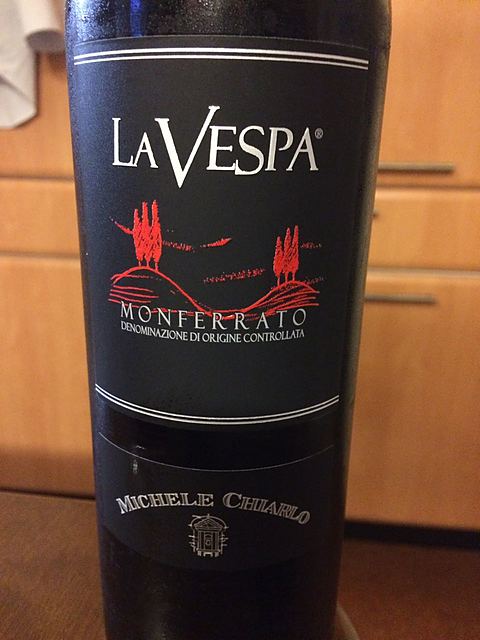 LA VESPA®
MONFERRATO
DENOMINAZIONE DI ORIGINE CONTROLLATA
MICHELE CHIARLO